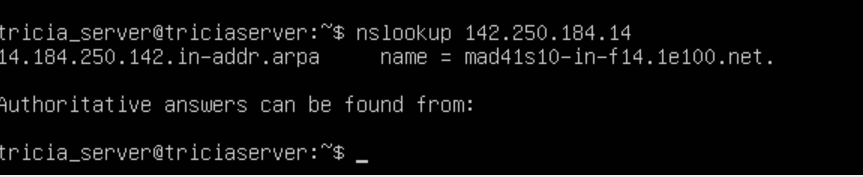 tricia_server@triciaserver:~$ nslookup 142.250.184.14
14.184.250.142.in-addr.arpa     name = mad41s10-in-f14.1e100.net.
Authoritative answers can be found from:
tricia_server@triciaserver:~$ _